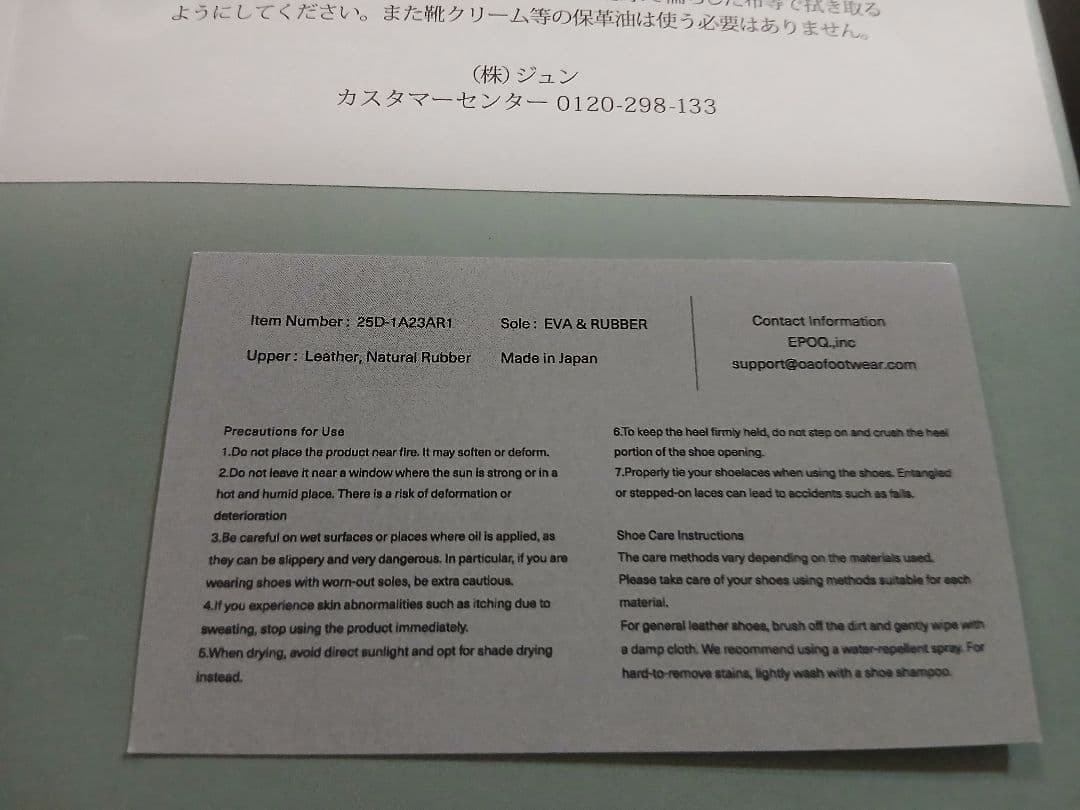 布等で拭き取る
ようにしてください。また靴クリーム等の保革油は使う必要はありません。
（株）ジュン
カスタマーセンター 0120-298-133
Item Number : 25D-1A23AR1
Sole : EVA & RUBBER
Upper : Leather, Natural Rubber
Made in Japan
Contact Information
EPOQ.,inc
support@oaofootwear.com
Precautions for Use
1.Do not place the product near fire. It may soften or deform.
2.Do not leave it near a window where the sun is strong or in a
hot and humid place. There is a risk of deformation or
deterioration
3.Be careful on wet surfaces or places where oil is applied, as
they can be slippery and very dangerous. In particular, if you are
wearing shoes with worn-out soles, be extra cautious.
4.If you experience skin abnormalities such as itching due to
sweating, stop using the product immediately.
5.When drying, avoid direct sunlight and opt for shade drying
instead.
6.To keep the heel firmly held, do not step on and crush the heel
portion of the shoe opening.
7.Properly tie your shoelaces when using the shoes. Entangled
or stepped-on laces can lead to accidents such as falls.
Shoe Care Instructions
The care methods vary depending on the materials used.
Please take care of your shoes using methods suitable for each
material.
For general leather shoes, brush off the dirt and gently wipe with
a damp cloth. We recommend using a water-repellent spray. For
hard-to-remove stains, lightly wash with a shoe shampoo.